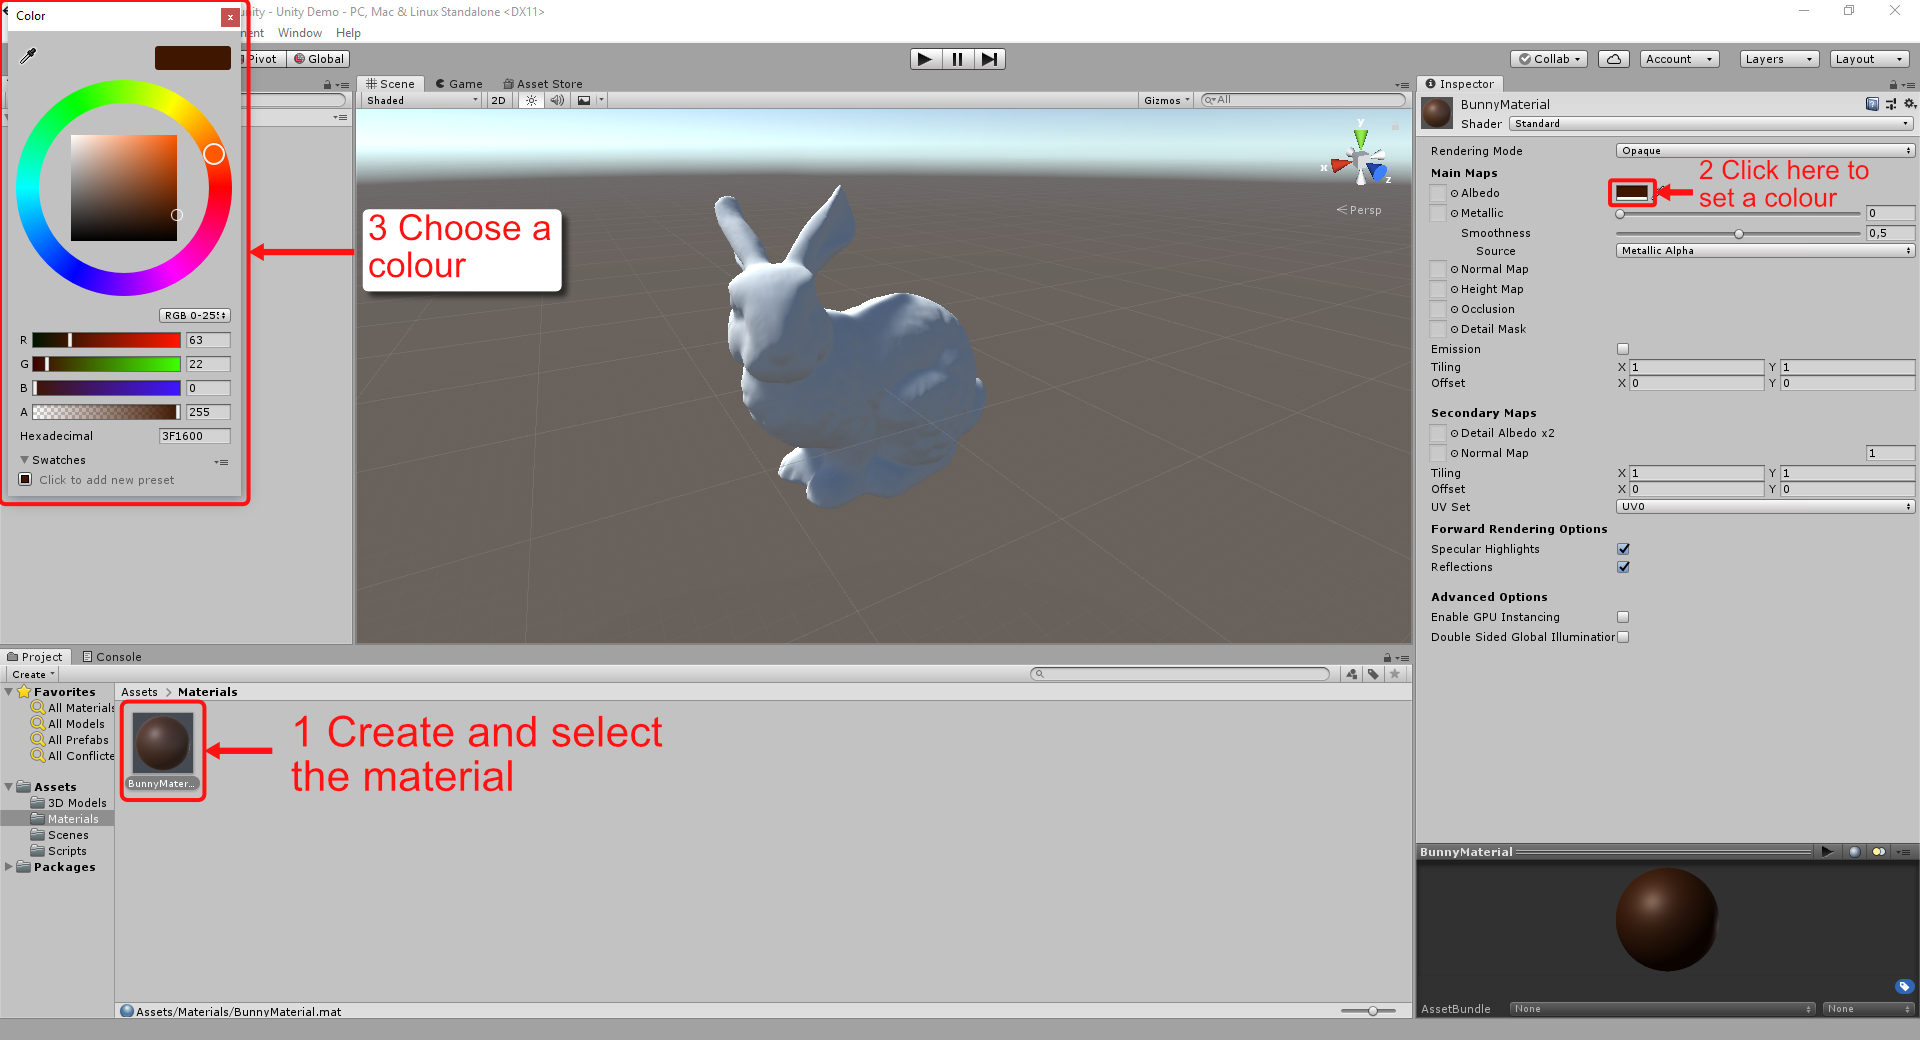 Color
x
unity - Unity Demo - PC, Mac & Linux Standalone <DX11>
Window Help
Pivot Global
Collab Account Layers Layout
Scene Game Asset Store
Shaded 2D Gizmos All
y
x
z
Persp
3 Choose a
colour
RGB 0-255
R 63
G 22
B 0
A 255
Hexadecimal 3F1600
Swatches
Click to add new preset
Inspector
BunnyMaterial
Shader Standard
Rendering Mode Opaque
Main Maps
2 Click here to
set a colour
Albedo
Metallic 0
Smoothness 0,5
Source Metallic Alpha
Normal Map
Height Map
Occlusion
Detail Mask
Emission
Tiling X 1 Y 1
Offset X 0 Y 0
Secondary Maps
Detail Albedo x2
Normal Map 1
Tiling X 1 Y 1
Offset X 0 Y 0
UV Set UV0
Forward Rendering Options
Specular Highlights
Reflections
Advanced Options
Enable GPU Instancing
Double Sided Global Illumination
Project Console
Create
Favorites
All Materials
All Models
All Prefabs
All Conflicte
Assets
3D Models
Materials
Scenes
Scripts
Packages
Assets > Materials
BunnyMater...
1 Create and select
the material
Assets/Materials/BunnyMaterial.mat
BunnyMaterial
AssetBundle None None